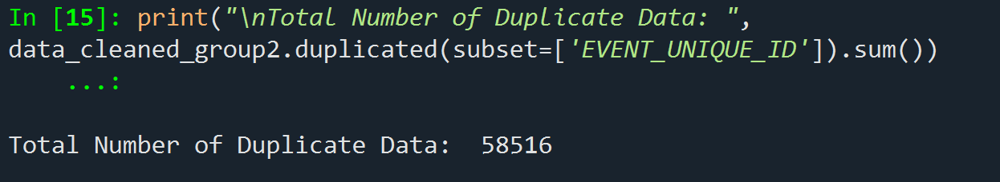 In [15]: print("\nTotal Number of Duplicate Data: ",
data_cleaned_group2.duplicated(subset=['EVENT_UNIQUE_ID']).sum())
...:
Total Number of Duplicate Data:  58516